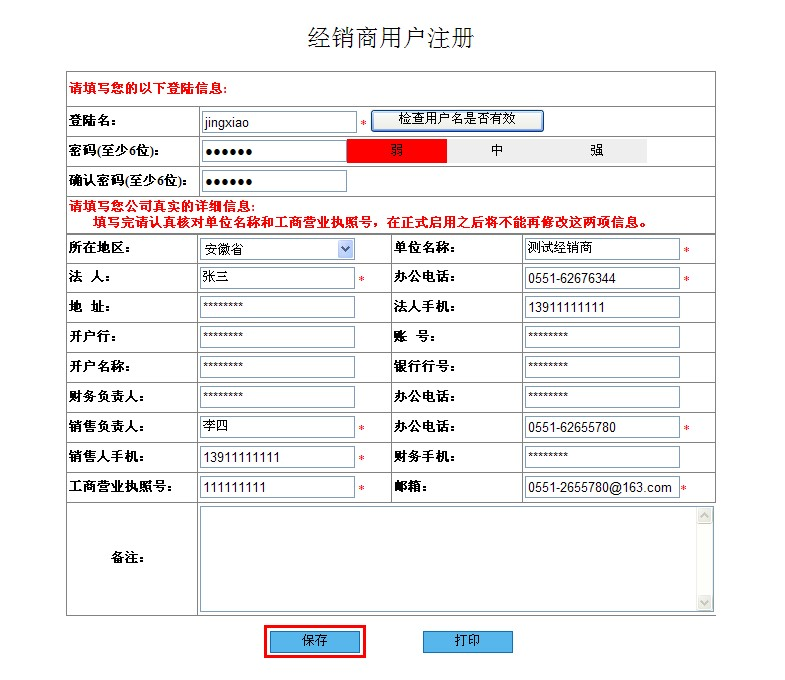 经销商用户注册
请填写您的以下登陆信息:
登陆名: jingxiao * 检查用户名是否有效
密码(至少6位): ●●●●●● 弱 中 强
确认密码(至少6位): ●●●●●●
请填写您公司真实的详细信息:
填写完请认真核对单位名称和工商营业执照号，在正式启用之后将不能再修改这两项信息。
所在地区: 安徽省 单位名称: 测试经销商 *
法 人: 张三 * 办公电话: 0551-62676344 *
地 址: ******** 法人手机: 13911111111
开户行: ******** 账 号: ********
开户名称: ******** 银行行号: ********
财务负责人: ******** 办公电话: ********
销售负责人: 李四 * 办公电话: 0551-62655780 *
销售人手机: 13911111111 * 财务手机: ********
工商营业执照号: 111111111 * 邮箱: 0551-2655780@163.com *
备注:
保存 打印